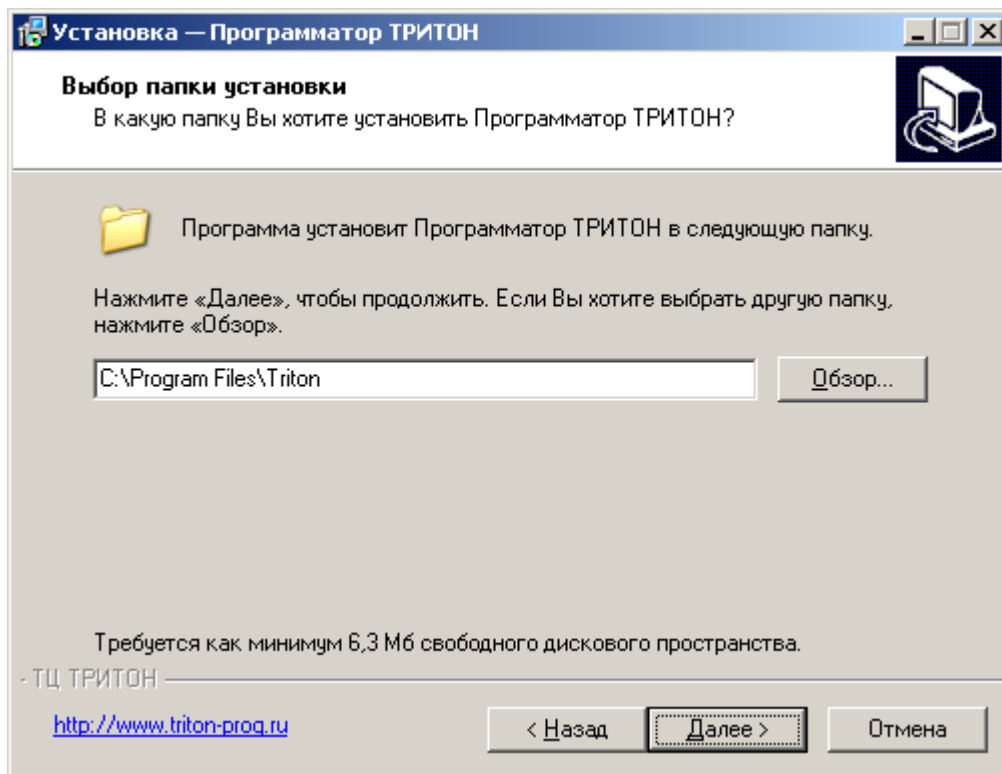 Установка — Программатор ТРИТОН
Выбор папки установки
В какую папку Вы хотите установить Программатор ТРИТОН?
Программа установит Программатор ТРИТОН в следующую папку.
Нажмите «Далее», чтобы продолжить. Если Вы хотите выбрать другую папку,
нажмите «Обзор».
C:\Program Files\Triton
Обзор...
Требуется как минимум 6,3 Мб свободного дискового пространства.
ТЦ ТРИТОН
http://www.triton-prog.ru
< Назад
Далее >
Отмена